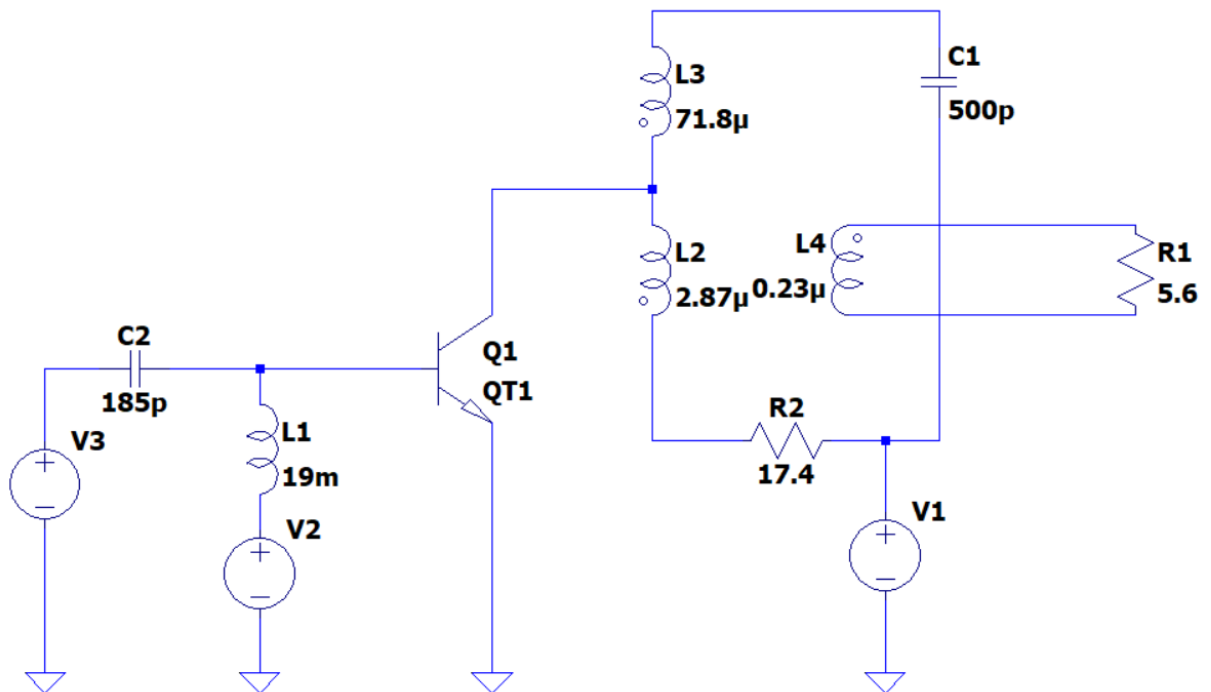 L3
71.8µ
C1
500p
L2
2.87µ
L4
0.23µ
R1
5.6
C2
185p
Q1
QT1
V3
L1
19m
R2
17.4
V2
V1